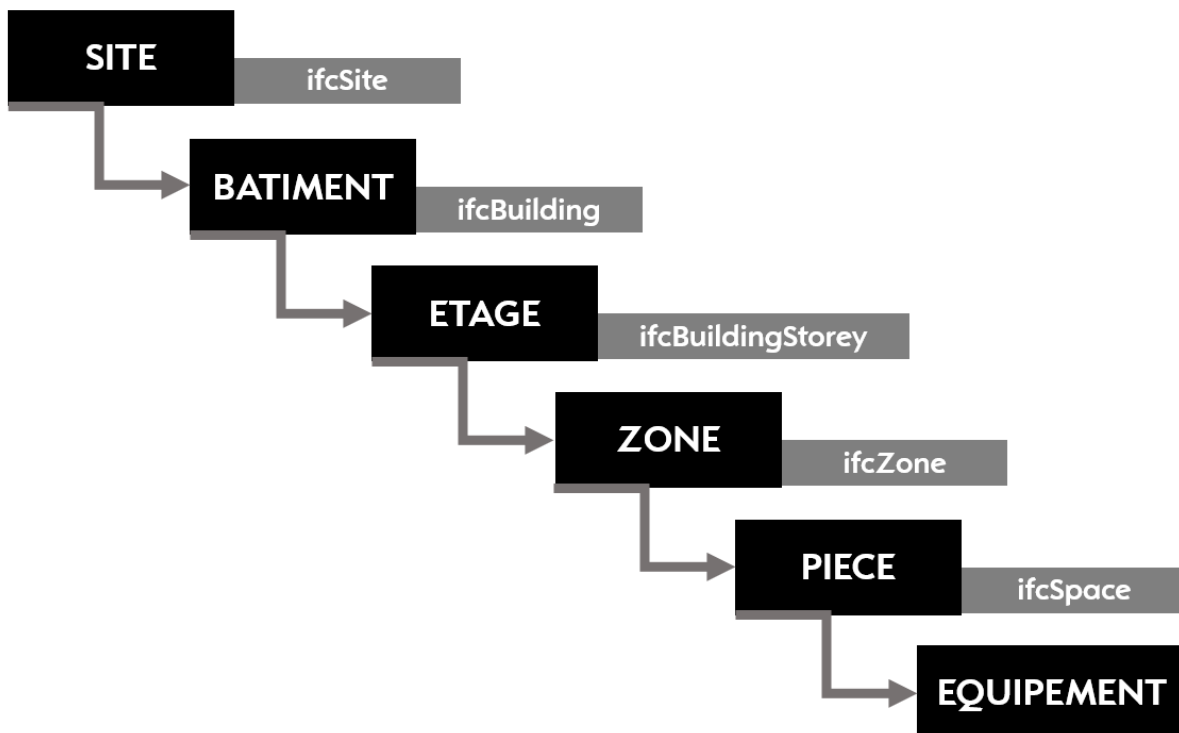 SITE
ifcSite
BATIMENT
ifcBuilding
ETAGE
ifcBuildingStorey
ZONE
ifcZone
PIECE
ifcSpace
EQUIPEMENT